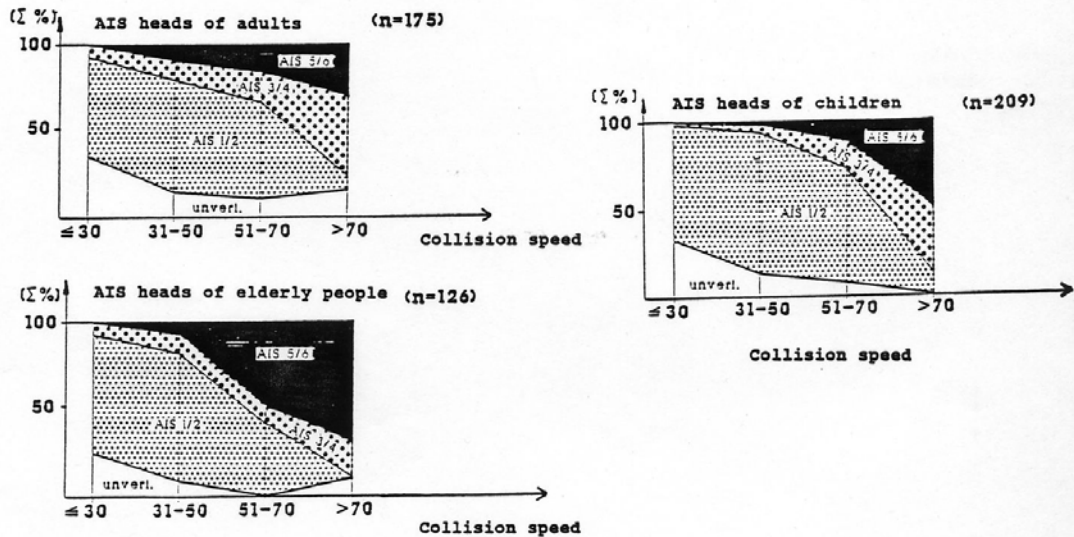 AIS heads of adults (n=175)
(Σ %)
100
50
AIS 5/6
AIS 3/4
AIS 1/2
unverl.
≦30 31-50 51-70 >70
Collision speed
AIS heads of children (n=209)
(Σ%)
100
50
AIS 5/6
AIS 3/4
AIS 1/2
unverl.
≦30 31-50 51-70 >70
Collision speed
AIS heads of elderly people (n=126)
(Σ%)
100
50
AIS 5/6
AIS 3/4
AIS 1/2
unverl.
≦30 31-50 51-70 >70
Collision speed